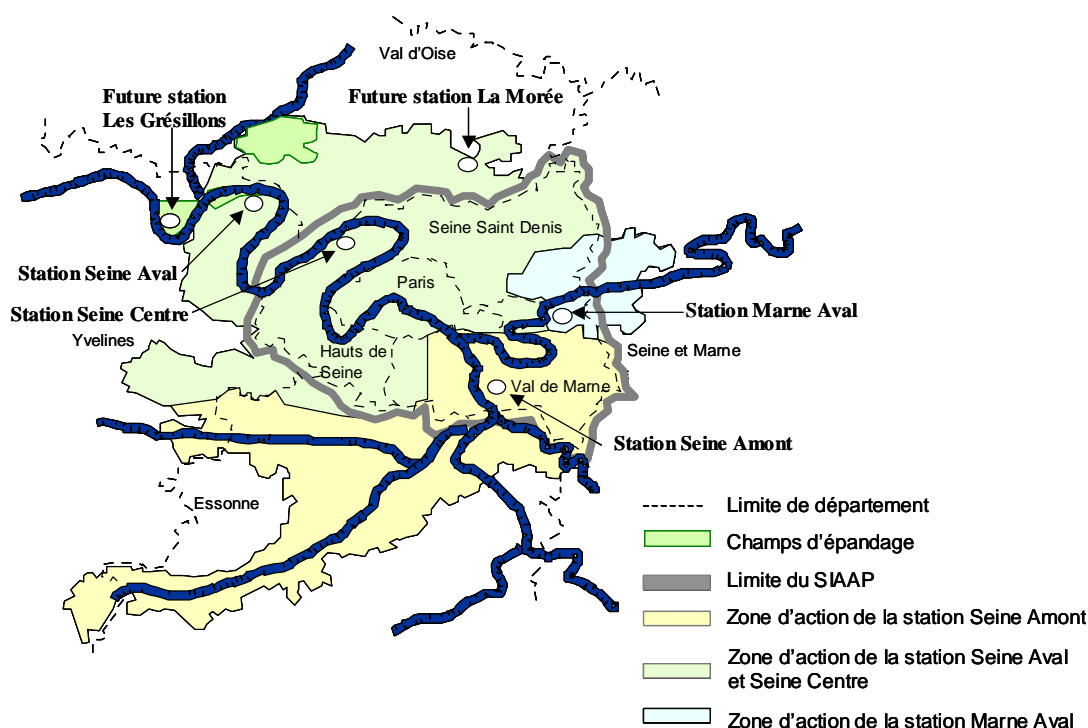 Val d'Oise
Future station
Les Grésillons
Future station La Morée
Seine Saint Denis
Station Seine Aval
Paris
Station Seine Centre
Station Marne Aval
Yvelines
Hauts de
Seine
Seine et Marne
Val de Marne
Station Seine Amont
Essonne
Limite de département
Champs d'épandage
Limite du SIAAP
Zone d'action de la station Seine Amont
Zone d'action de la station Seine Aval
et Seine Centre
Zone d'action de la station Marne Aval